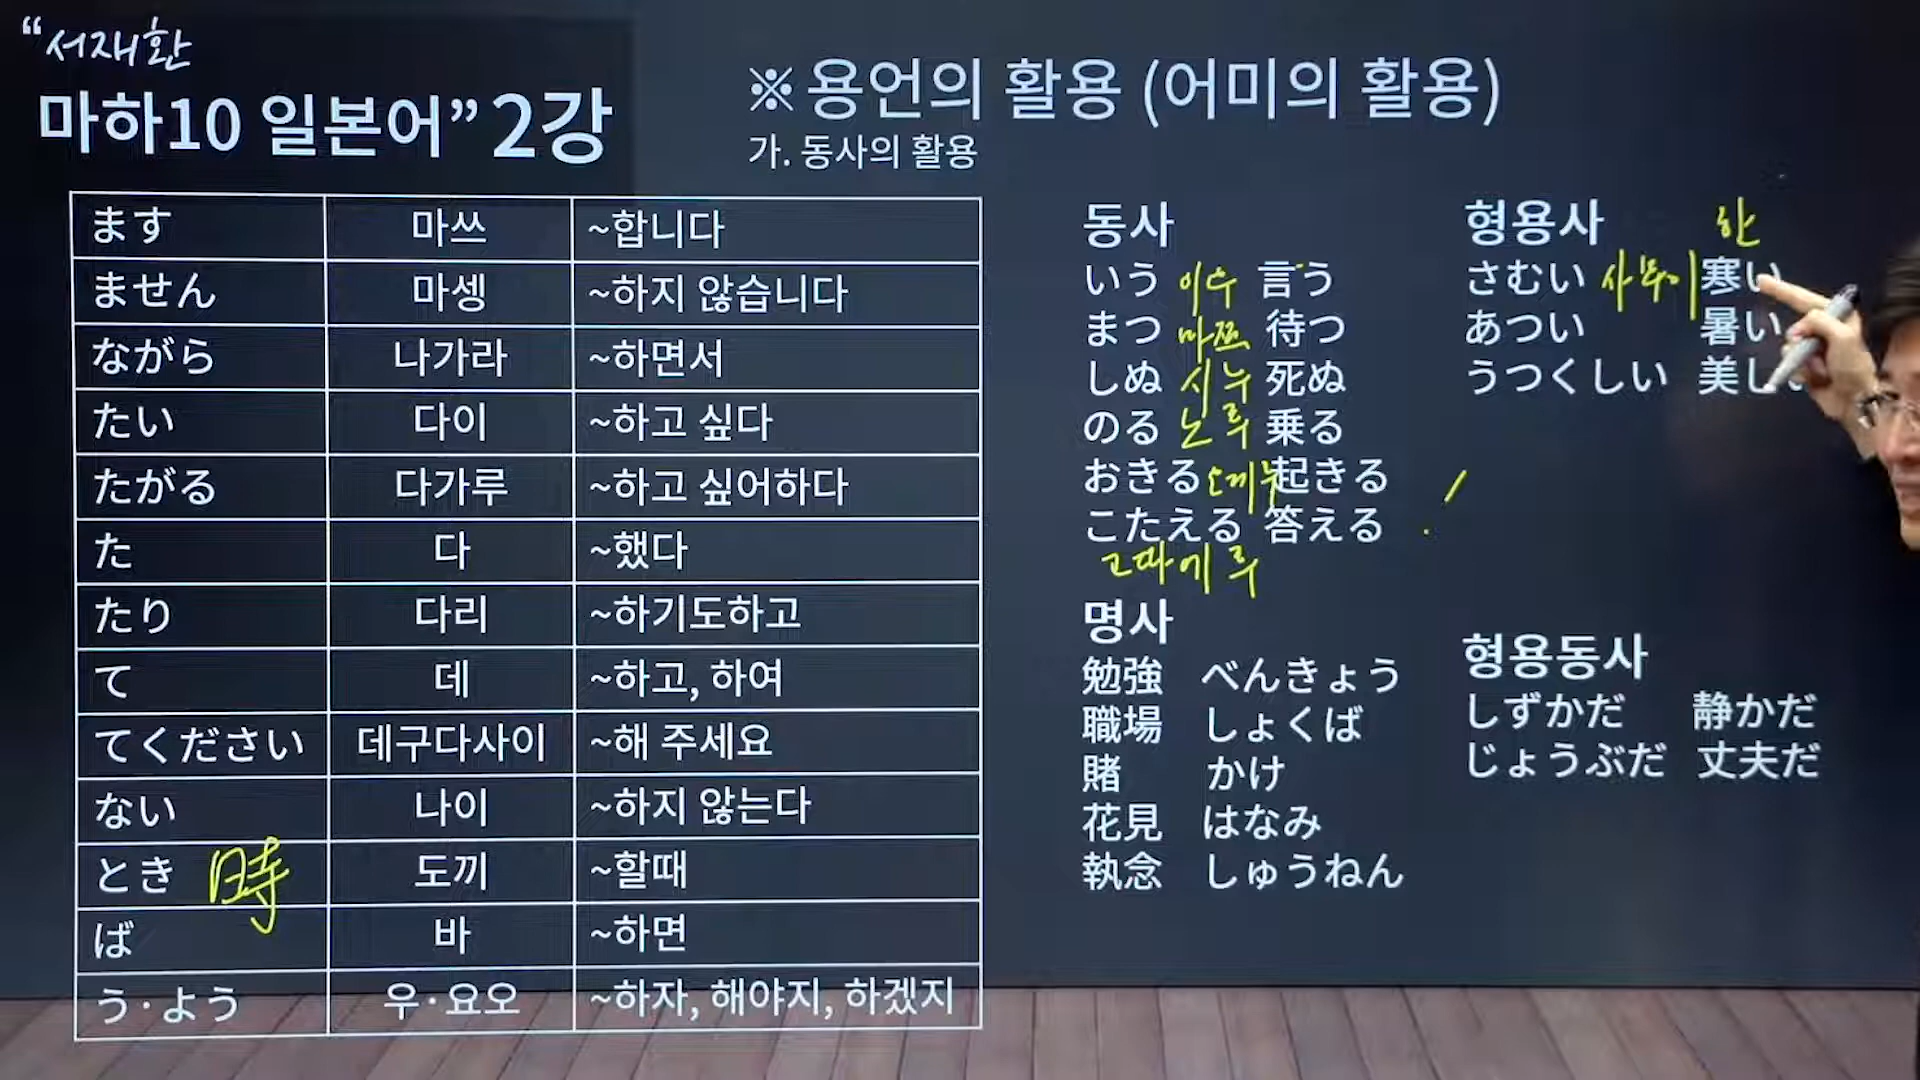 “서재환
마하10 일본어” 2강
※용언의 활용 (어미의 활용)
가. 동사의 활용
ます 마쓰 ~합니다
ません 마셍 ~하지 않습니다
ながら 나가라 ~하면서
たい 다이 ~하고 싶다
たがる 다가루 ~하고 싶어하다
た 다 ~했다
たり 다리 ~하기도하고
て 데 ~하고, 하여
てください 데구다사이 ~해 주세요
ない 나이 ~하지 않는다
とき 時 도끼 ~할때
ば 바 ~하면
う·よう 우·요오 ~하자, 해야지, 하겠지
동사
いう 이우 言う
まつ 마쯔 待つ
しぬ 시누 死ぬ
のる 노루 乗る
おきる 오끼루 起きる
こたえる 答える
고따에루
형용사 한
さむい 사무이 寒い
あつい 暑い
うつくしい 美し
명사
勉強 べんきょう
職場 しょくば
賭 かけ
花見 はなみ
執念 しゅうねん
형용동사
しずかだ 静かだ
じょうぶだ 丈夫だ